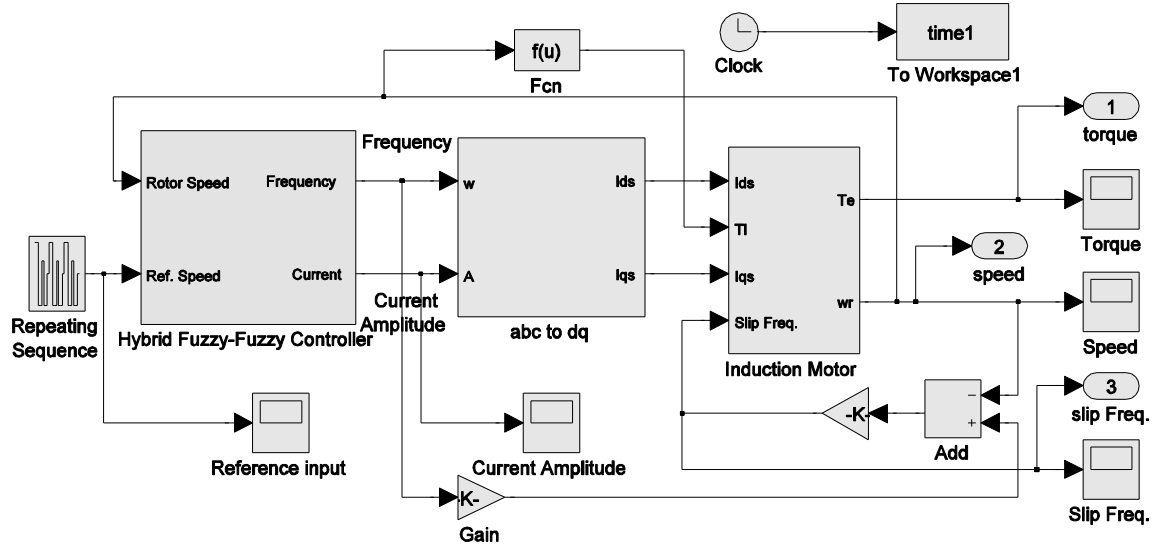 f(u)
Fcn
Clock
time1
To Workspace1
1
torque
Frequency
Rotor Speed
Frequency
Ref. Speed
Current
Hybrid Fuzzy-Fuzzy Controller
Current
Amplitude
w
Ids
A
Iqs
abc to dq
Ids
Tl
Iqs
Slip Freq.
Te
wr
Induction Motor
Torque
2
speed
Speed
3
slip Freq.
Slip Freq.
Repeating
Sequence
Reference input
Current Amplitude
-K-
Gain
-K-
−
+
Add